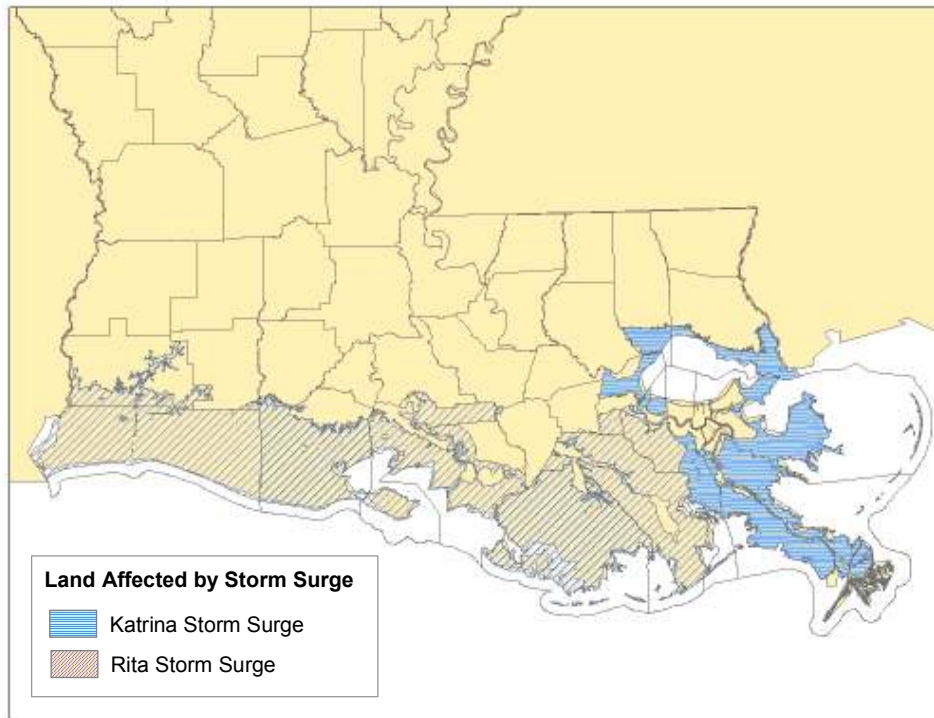 Land Affected by Storm Surge
Katrina Storm Surge
Rita Storm Surge